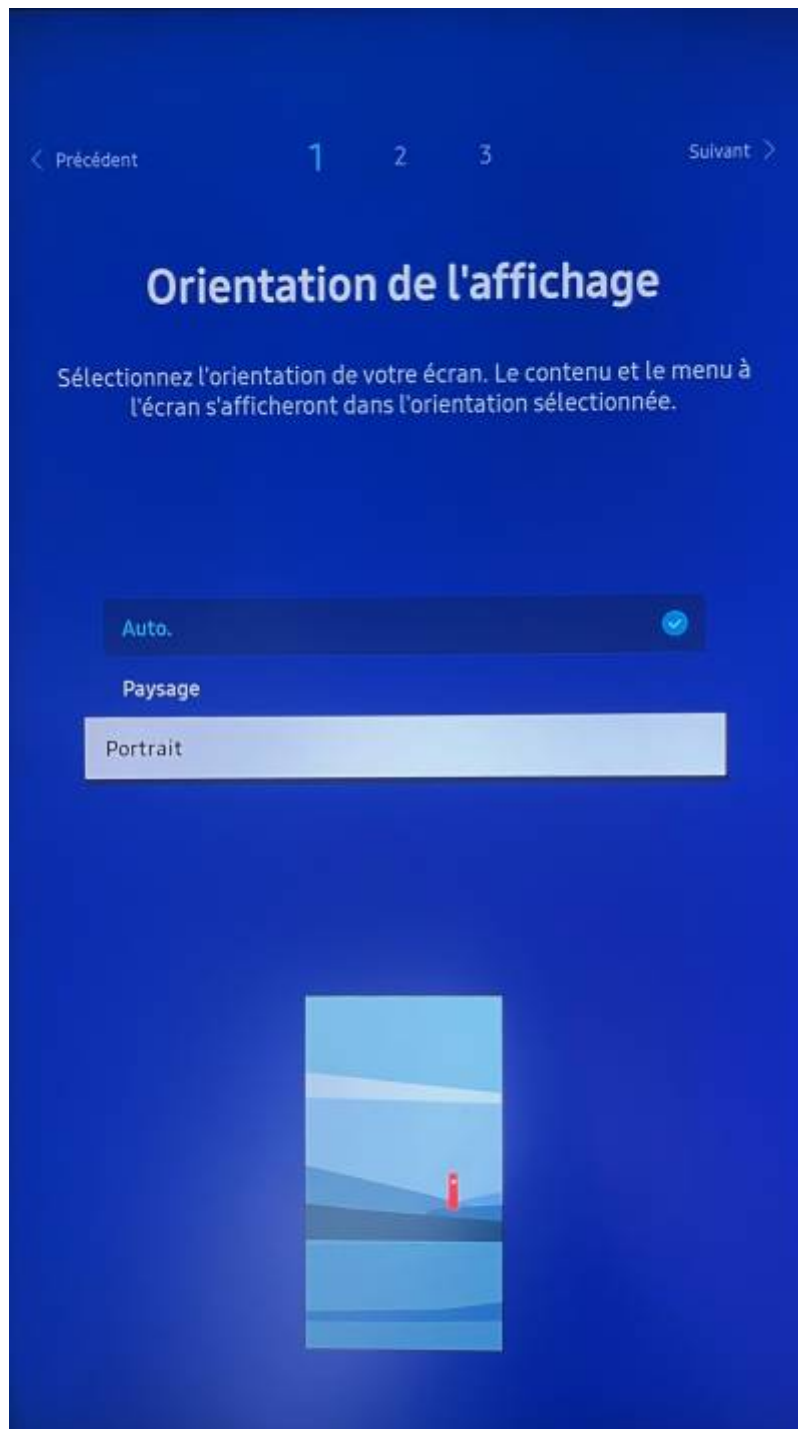 Précédent
1 2 3
Suivant
Orientation de l'affichage
Sélectionnez l'orientation de votre écran. Le contenu et le menu à
l'écran s'afficheront dans l'orientation sélectionnée.
Auto.
Paysage
Portrait